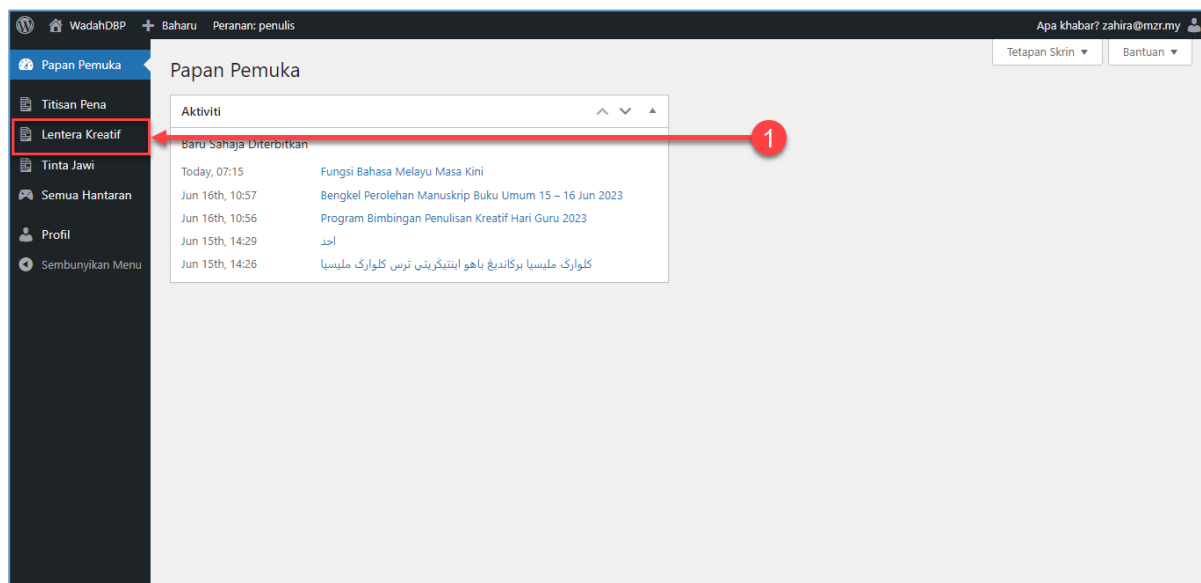 WadahDBP + Baharu Peranan: penulis Apa khabar? zahira@mzr.my
Tetapan Skrin ▼ Bantuan ▼
Papan Pemuka
Titisan Pena
Lentera Kreatif
Tinta Jawi
Semua Hantaran
Profil
Sembunyikan Menu
Papan Pemuka
Aktiviti
1
Baru Sahaja Diterbitkan
Today, 07:15 Fungsi Bahasa Melayu Masa Kini
Jun 16th, 10:57 Bengkel Perolehan Manuskrip Buku Umum 15 – 16 Jun 2023
Jun 16th, 10:56 Program Bimbingan Penulisan Kreatif Hari Guru 2023
Jun 15th, 14:29 احد
Jun 15th, 14:26 كلوارݢ مليسيا برݢانديڠ باهو اينتيݢريتي ترس كلوارݢ مليسيا